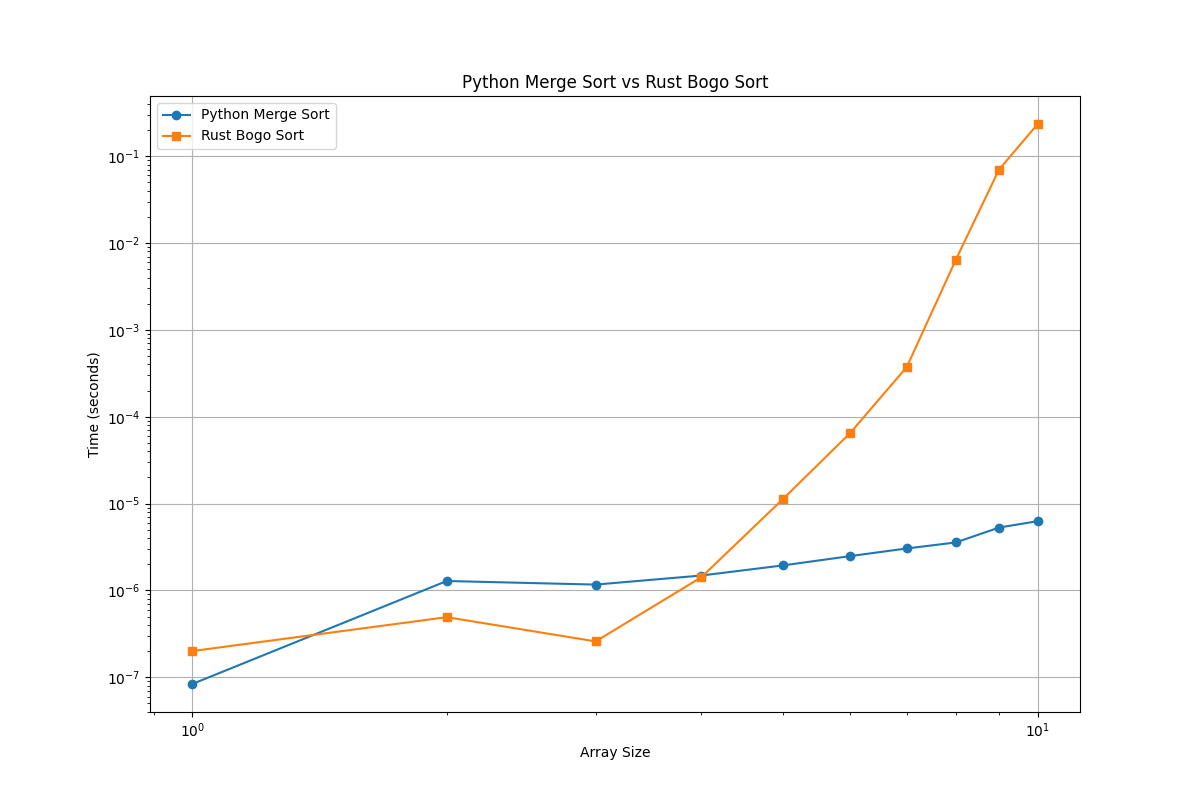 Python Merge Sort vs Rust Bogo Sort
Python Merge Sort
Rust Bogo Sort
Time (seconds)
10⁻¹
10⁻²
10⁻³
10⁻⁴
10⁻⁵
10⁻⁶
10⁻⁷
10⁰
10¹
Array Size